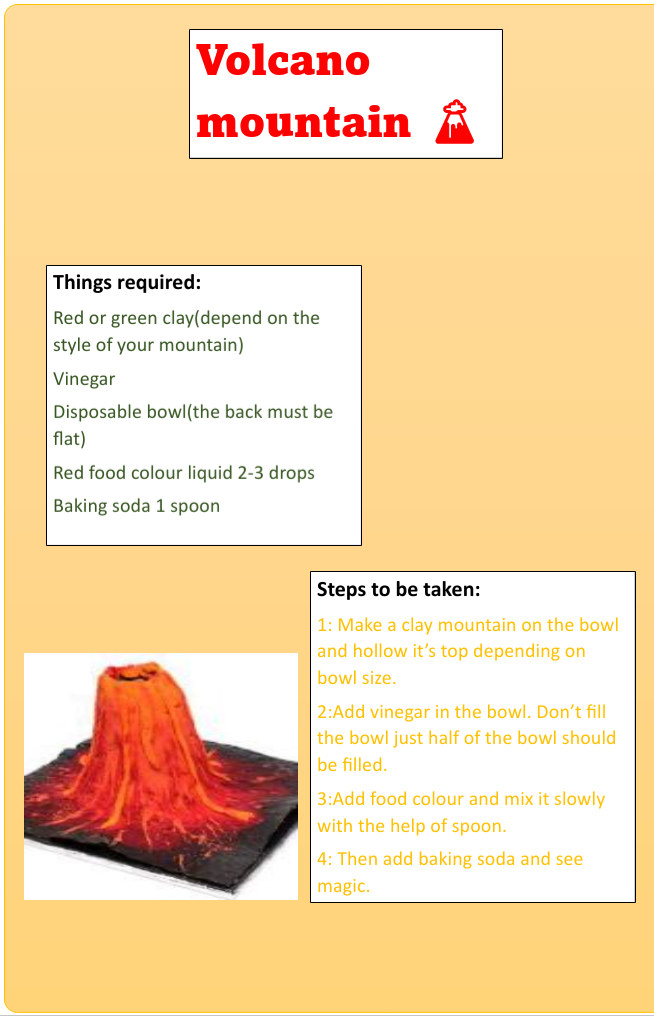 Volcano
mountain
Things required:
Red or green clay(depend on the
style of your mountain)
Vinegar
Disposable bowl(the back must be
flat)
Red food colour liquid 2-3 drops
Baking soda 1 spoon
Steps to be taken:
1: Make a clay mountain on the bowl
and hollow it’s top depending on
bowl size.
2:Add vinegar in the bowl. Don’t fill
the bowl just half of the bowl should
be filled.
3:Add food colour and mix it slowly
with the help of spoon.
4: Then add baking soda and see
magic.